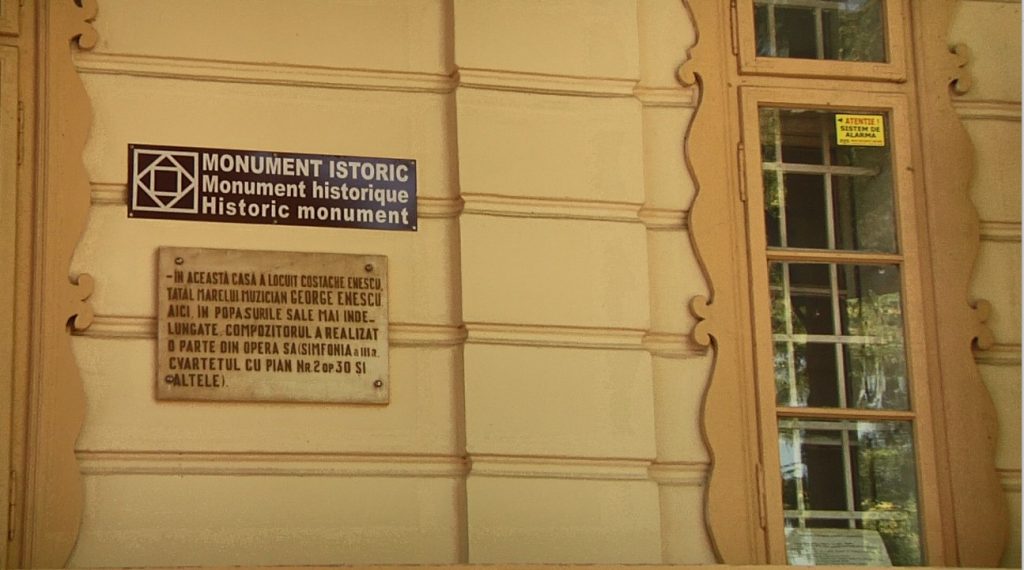 MONUMENT ISTORIC
Monument historique
Historic monument
-IN ACEASTĂ CASĂ A LOCUIT COSTACHE ENESCU,
TATĂL MARELUI MUZICIAN GEORGE ENESCU
AICI, ÎN POPASURILE SALE MAI INDE-
LUNGATE, COMPOZITORUL A REALIZAT
O PARTE DIN OPERA SA(SIMFONIA a III a,
CVARTETUL CU PIAN Nr.2 op 30 ȘI
ALTELE).
ATENTIE !
SISTEM DE
ALARMA